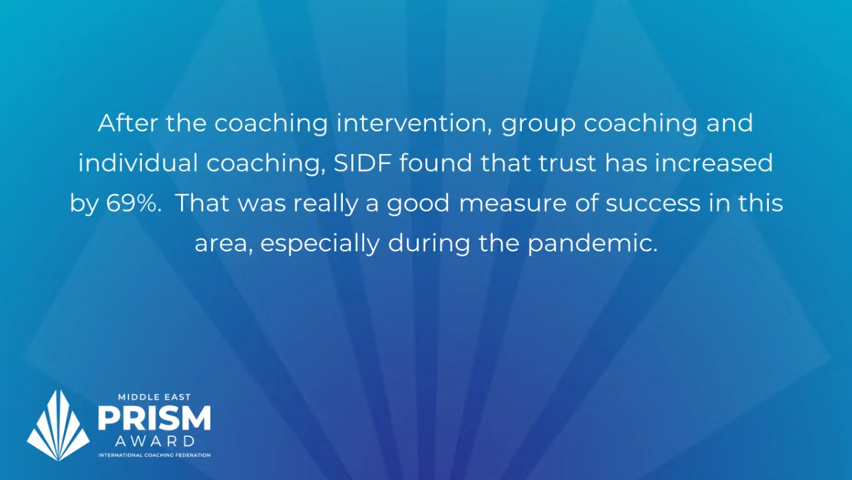 After the coaching intervention, group coaching and
individual coaching, SIDF found that trust has increased
by 69%.  That was really a good measure of success in this
area, especially during the pandemic.
MIDDLE EAST
PRISM
AWARD
INTERNATIONAL COACHING FEDERATION